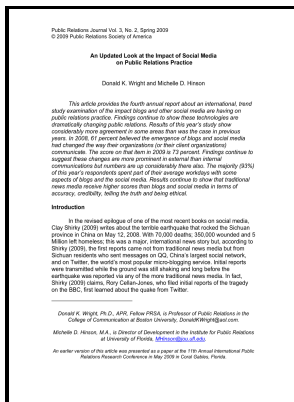 Public Relations Journal Vol. 3, No. 2, Spring 2009
© 2009 Public Relations Society of America
An Updated Look at the Impact of Social Media
on Public Relations Practice
Donald K. Wright and Michelle D. Hinson
This article provides the fourth annual report about an international, trend
study examination of the impact blogs and other social media are having on
public relations practice. Findings continue to show these technologies are
dramatically changing public relations. Results of this year's study show
considerably more agreement in some areas than was the case in previous
years. In 2008, 61 percent believed the emergence of blogs and social media
had changed the way their organizations (or their client organizations)
communicate. The score on that item in 2009 is 73 percent. Findings continue to
suggest these changes are more prominent in external than internal
communications but numbers are up considerably there also. The majority (93%)
of this year's respondents spent part of their average workdays with some
aspects of blogs and the social media. Results continue to show that traditional
news media receive higher scores than blogs and social media in terms of
accuracy, credibility, telling the truth and being ethical.
Introduction
In the revised epilogue of one of the most recent books on social media,
Clay Shirky (2009) writes about the terrible earthquake that rocked the Sichuan
province in China on May 12, 2008. With 70,000 deaths; 350,000 wounded and 5
Million left homeless; this was a major, international news story but, according to
Shirky (2009), the first reports came not from traditional news media but from
Sichuan residents who sent messages on QQ, China's largest social network,
and on Twitter, the world's most popular micro-blogging service. Initial reports
were transmitted while the ground was still shaking and long before the
earthquake was reported via any of the more traditional news media. In fact,
Shirky (2009) claims, Rory Cellan-Jones, who filed initial reports of the tragedy
on the BBC, first learned about the quake from Twitter.
Donald K. Wright, Ph.D., APR, Fellow PRSA, is Professor of Public Relations in the
College of Communication at Boston University, DonaldKWright@aol.com.
Michelle D. Hinson, M.A., is Director of Development in the Institute for Public Relations
at University of Florida, MHinson@jou.ufl.edu.
An earlier version of this article was presented as a paper at the 11th Annual International Public
Relations Research Conference in May 2009 in Coral Gables, Florida.